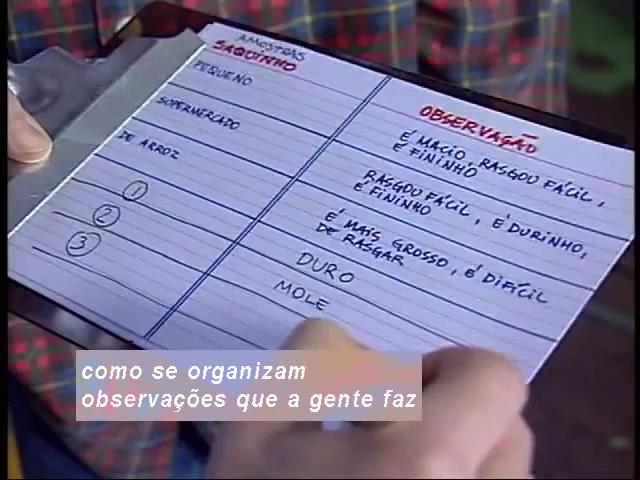 AMOSTRAS
SAQUINHO
OBSERVAÇÃO
PEQUENO
É MACIO, RASGOU FÁCIL,
É FININHO
SUPERMERCADO
RASGOU FÁCIL, É DURINHO,
É FININHO
DE ARROZ
É MAIS GROSSO, É DIFÍCIL
DE RASGAR
1
DURO
2
MOLE
3
como se organizam
observações que a gente faz